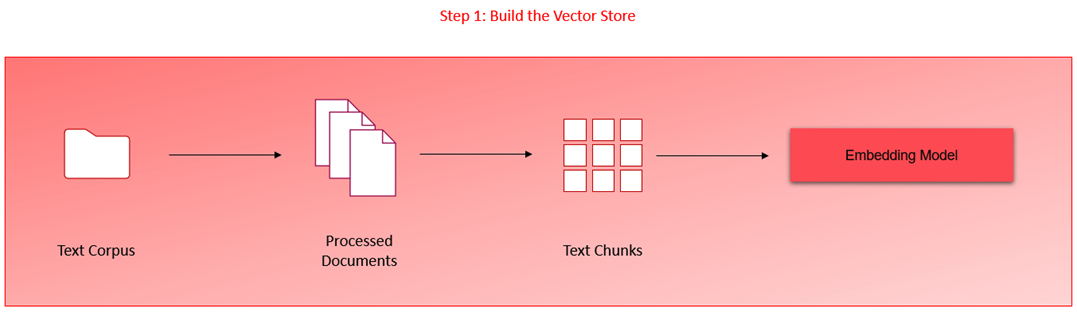 Step 1: Build the Vector Store
Embedding Model
Text Corpus
Processed
Documents
Text Chunks